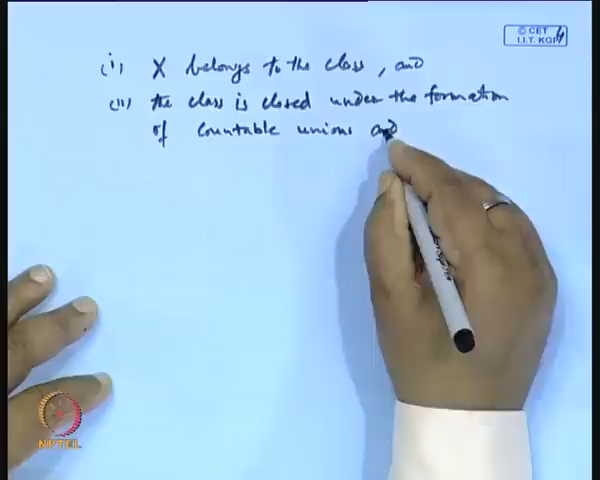 © CET
I.I.T. KGP
4
(i) X belongs to the class, and
(ii) the class is closed under the formation
of countable unions and
NPTEL